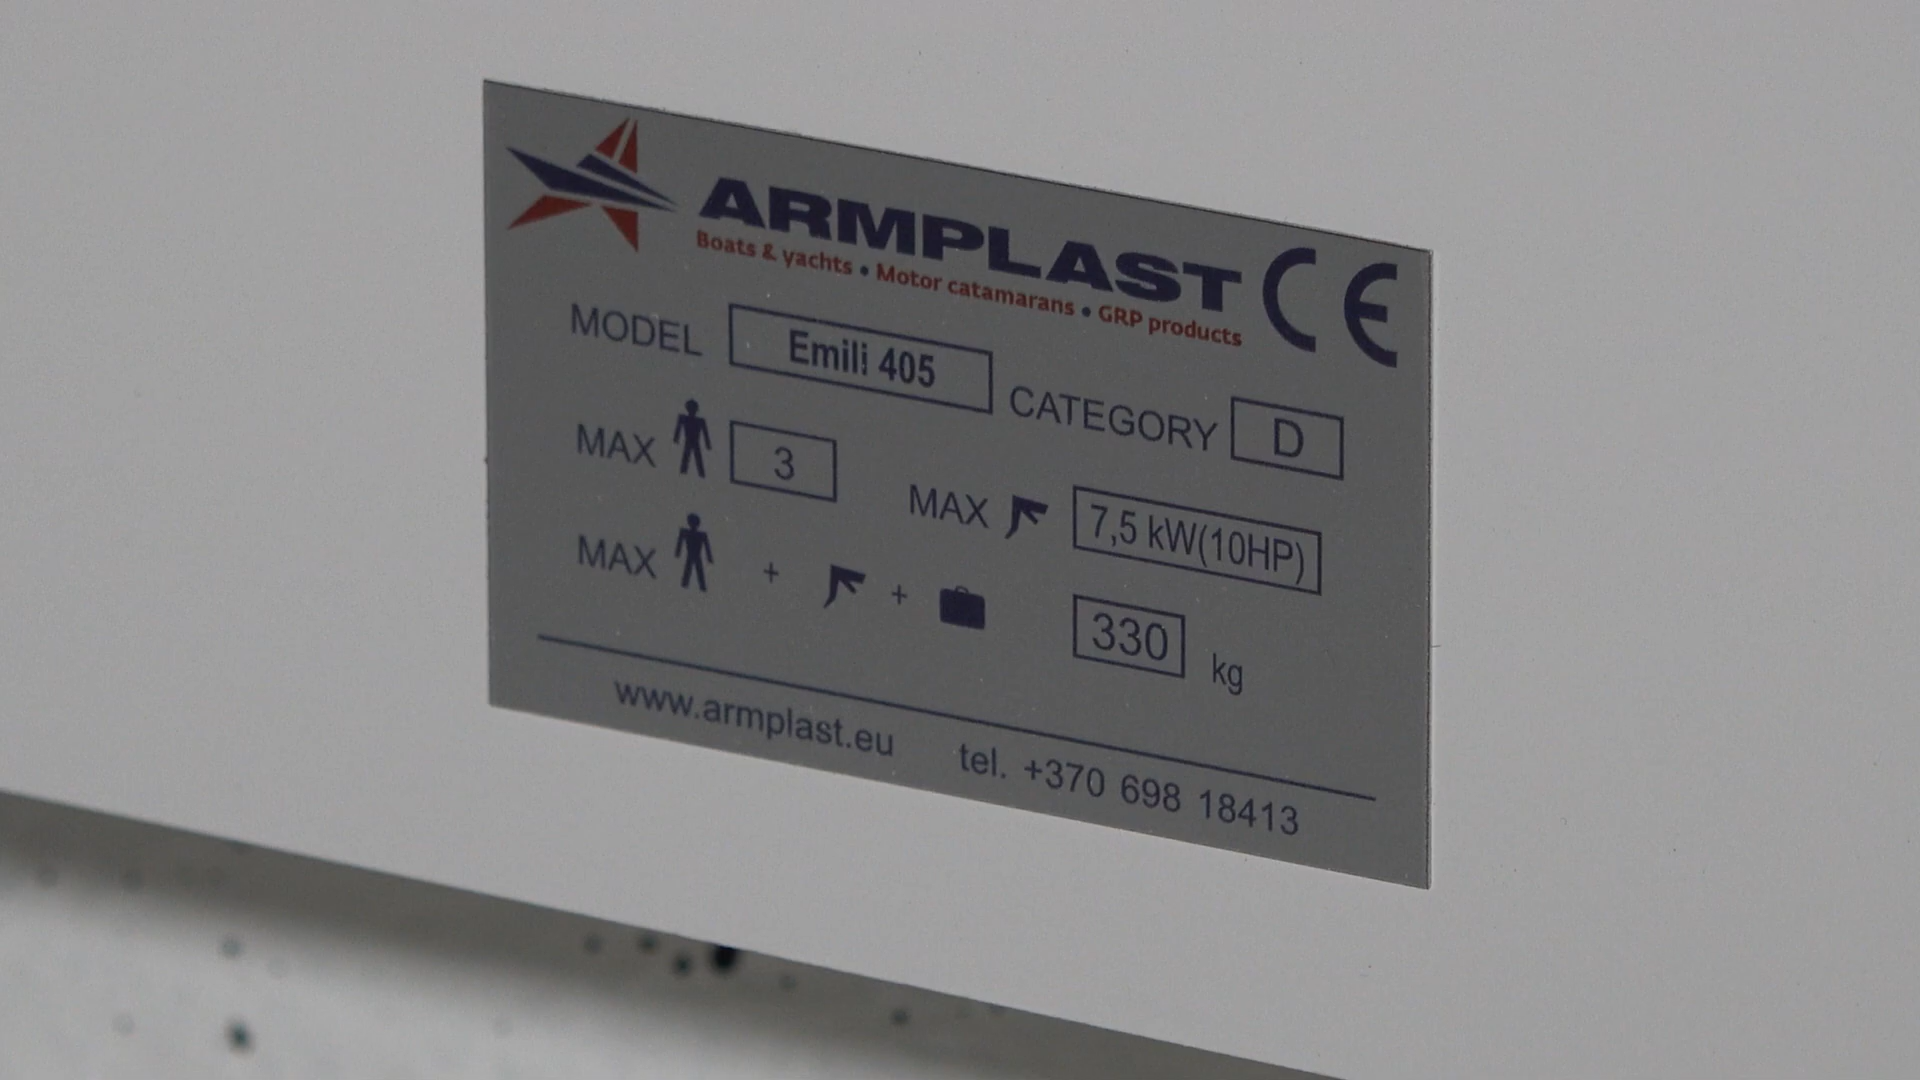 ARMPLAST
Boats & yachts • Motor catamarans • GRP products
CE
MODEL Emili 405
CATEGORY D
MAX 3
MAX 7,5 kW(10HP)
MAX + + 330 kg
www.armplast.eu tel. +370 698 18413